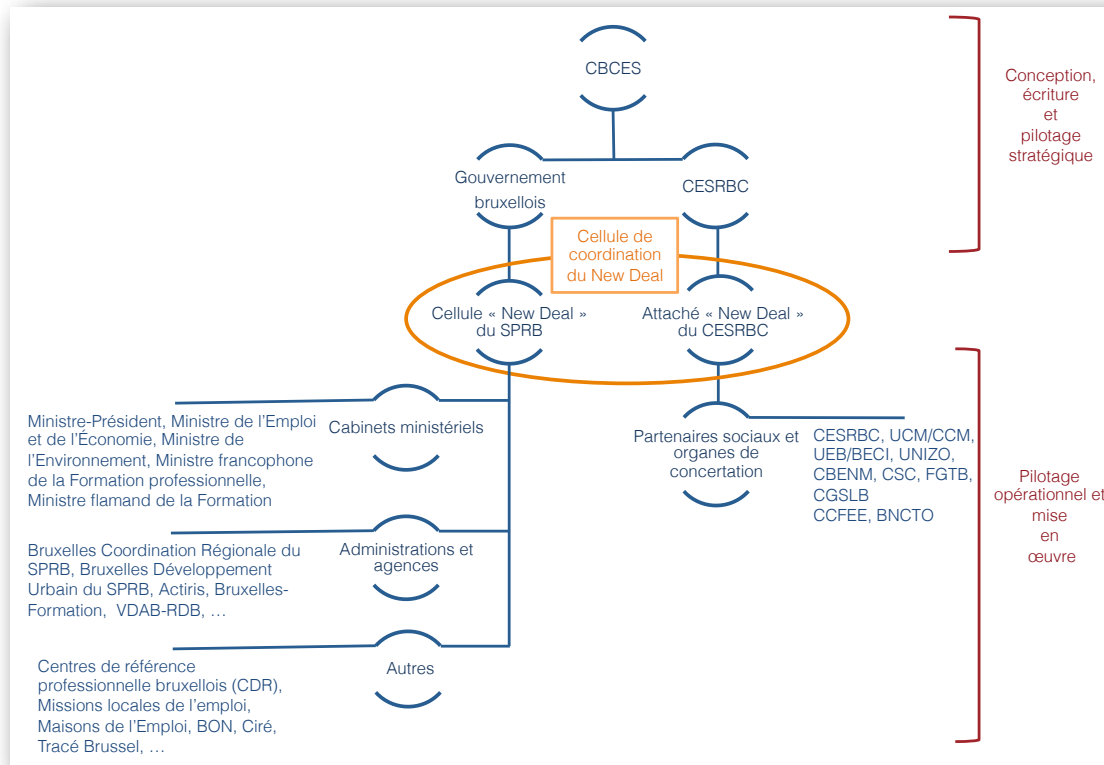 CBCES
Conception,
écriture
et
pilotage
stratégique
Gouvernement
bruxellois
CESRBC
Cellule de
coordination
du New Deal
Cellule « New Deal »
du SPRB
Attaché « New Deal »
du CESRBC
Ministre-Président, Ministre de l’Emploi
et de l’Économie, Ministre de
l’Environnement, Ministre francophone
de la Formation professionnelle,
Ministre flamand de la Formation
Cabinets ministériels
Partenaires sociaux et
organes de
concertation
CESRBC, UCM/CCM,
UEB/BECI, UNIZO,
CBENM, CSC, FGTB,
CGSLB
CCFEE, BNCTO
Pilotage
opérationnel et
mise
en
œuvre
Bruxelles Coordination Régionale du
SPRB, Bruxelles Développement
Urbain du SPRB, Actiris, Bruxelles-
Formation, VDAB-RDB, …
Administrations et
agences
Centres de référence
professionnelle bruxellois (CDR),
Missions locales de l’emploi,
Maisons de l’Emploi, BON, Ciré,
Tracé Brussel, …
Autres